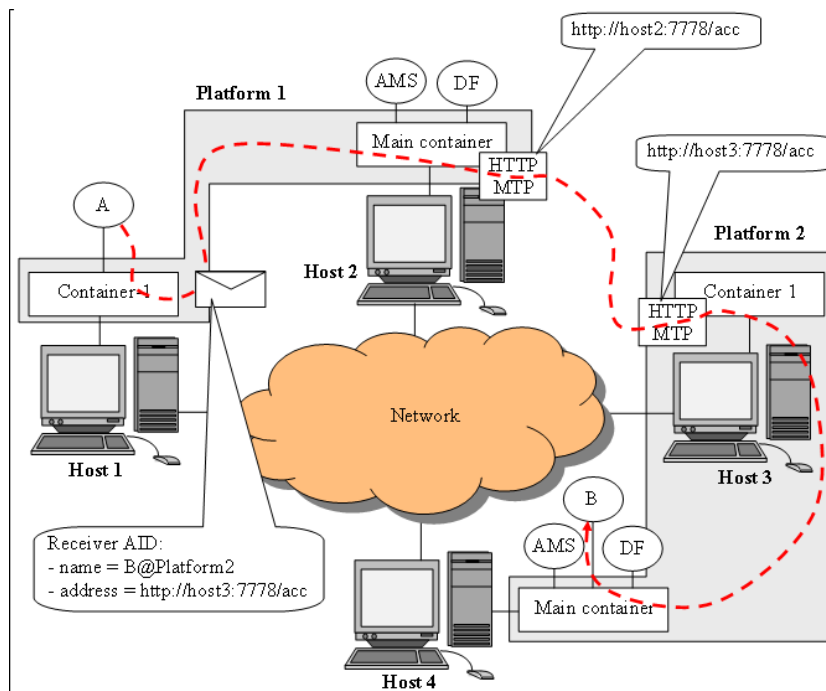 http://host2:7778/acc
AMS
DF
Platform 1
Main container
HTTP
MTP
http://host3:7778/acc
A
Platform 2
Host 2
Container 1
Container 1
HTTP
MTP
Network
Host 1
Host 3
B
Receiver AID:
- name = B@Platform2
- address = http://host3:7778/acc
AMS
DF
Main container
Host 4